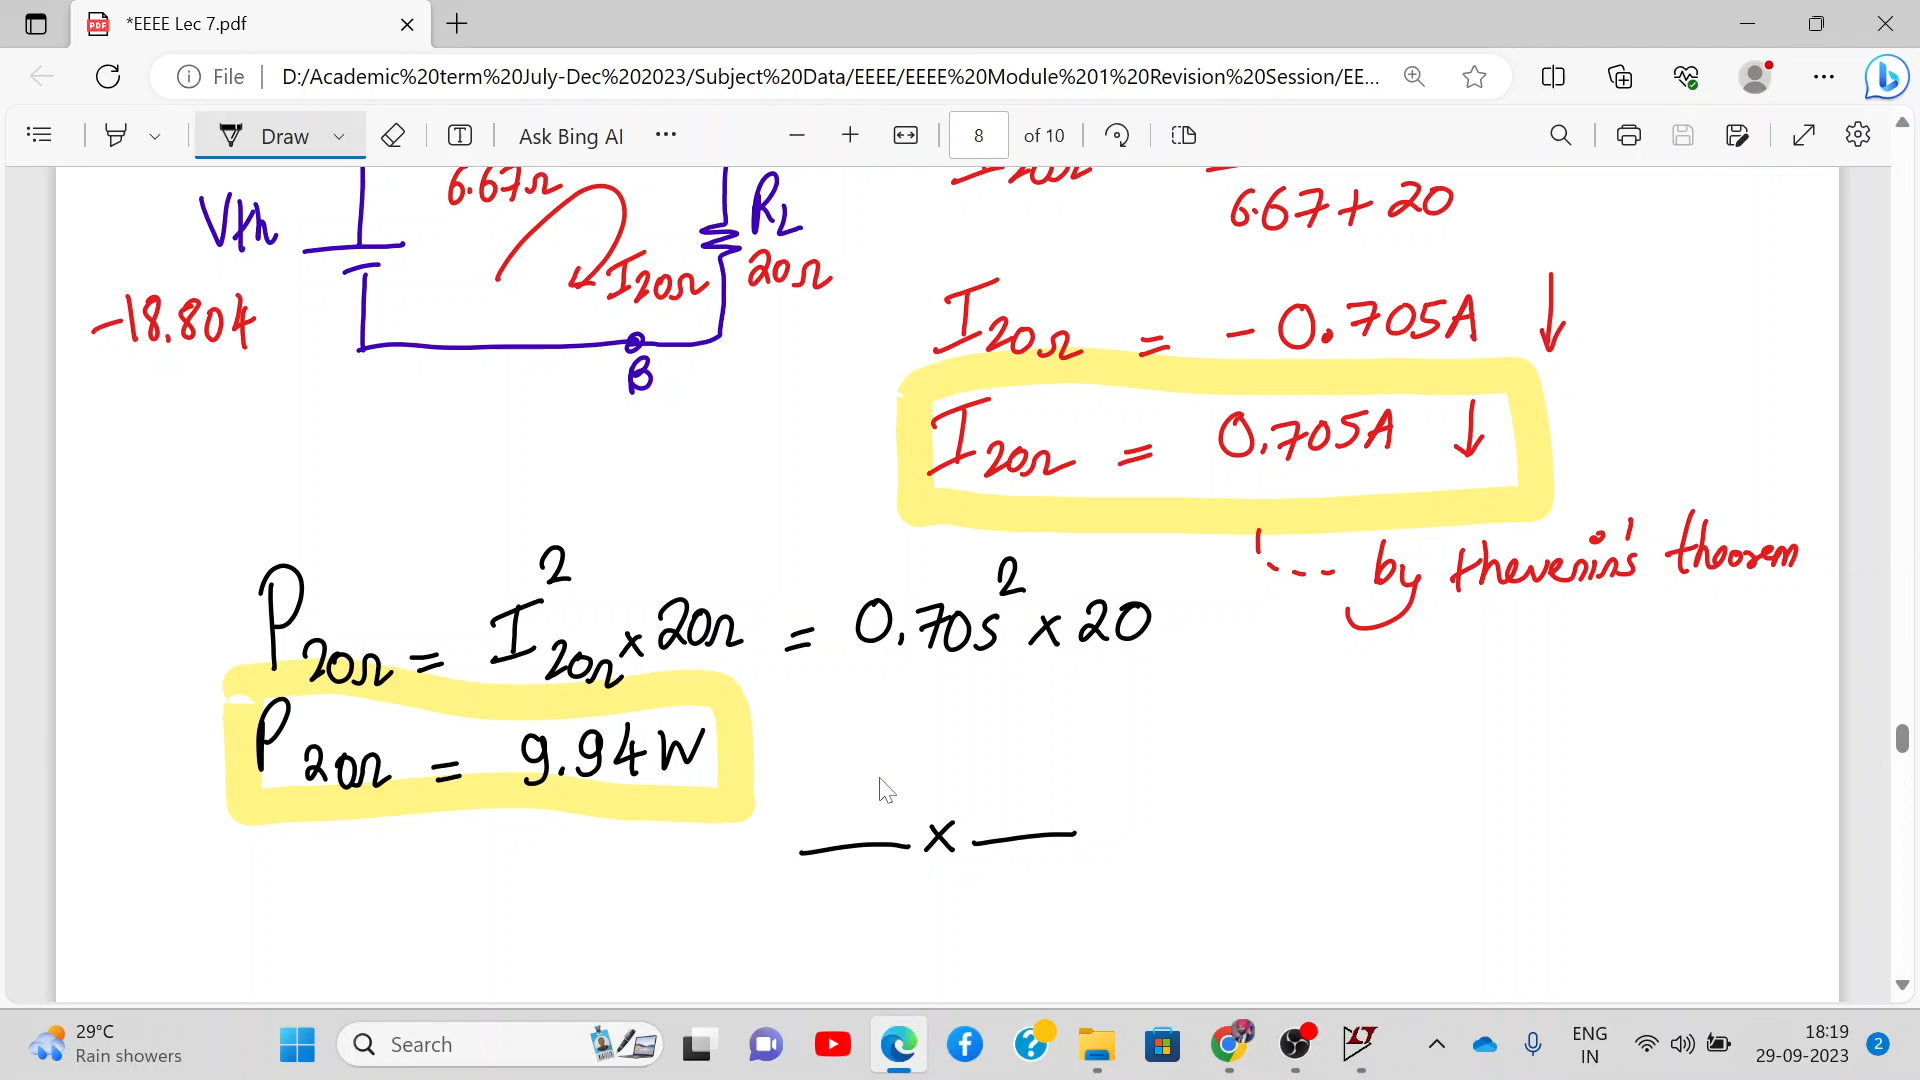 *EEEE Lec 7.pdf
File D:/Academic%20term%20July-Dec%202023/Subject%20Data/EEEE/EEEE%20Module%201%20Revision%20Session/EE...
Draw
Ask Bing AI
8 of 10
6.67Ω
Vth
RL
20Ω
I20Ω
-18.804
B
6.67 + 20
I20Ω = - 0.705A ↓
I20Ω = 0.705A ↓
by thevenin's theorem
P20Ω = I20Ω² × 20Ω = 0.705² × 20
P20Ω = 9.94W
x
29°C
Rain showers
Search
ENG
IN
18:19
29-09-2023
2